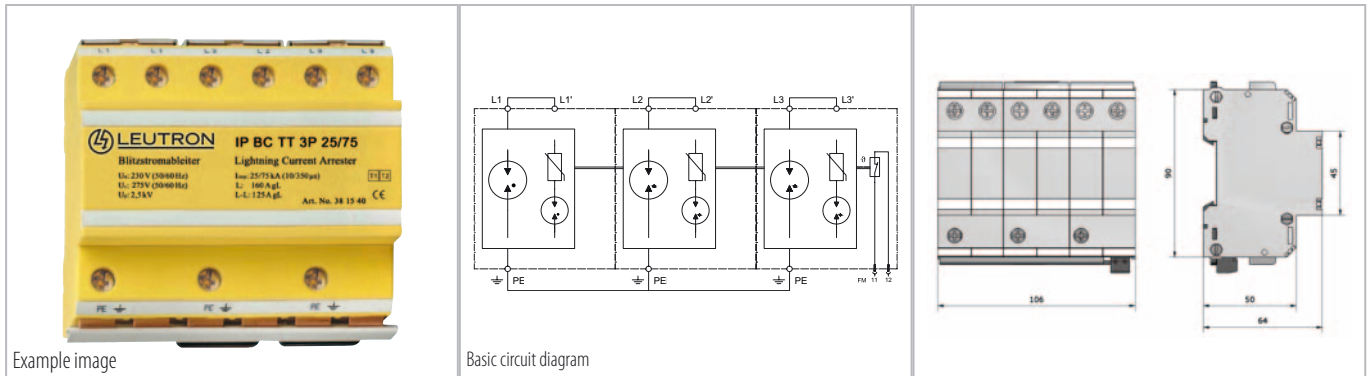 L1 L1 L2 L2 L3 L3
LEUTRON
Blitzstromableiter
Uₙ: 230 V (50/60 Hz)
U꜀: 275V (50/60 Hz)
Uₚ: 2,5 kV
IP BC TT 3P 25/75
Lightning Current Arrester
Iimp: 25/75 kA (10/350 µs)
L: 160 A gL
L-L: 125A gL
T1 T2
Art. No. 38 15 40 CE
PE PE PE
Example image
L1 L1' L2 L2' L3 L3'
PE PE PE FM 11 12
Basic circuit diagram
90
106
45
50
64